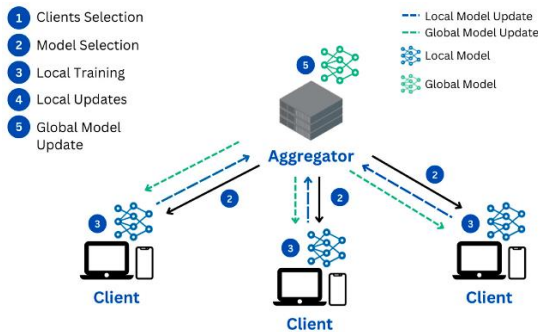 1 Clients Selection
2 Model Selection
3 Local Training
4 Local Updates
5 Global Model
Update
Local Model Update
Global Model Update
Local Model
Global Model
5
Aggregator
2
2
2
3
3
3
Client
Client
Client